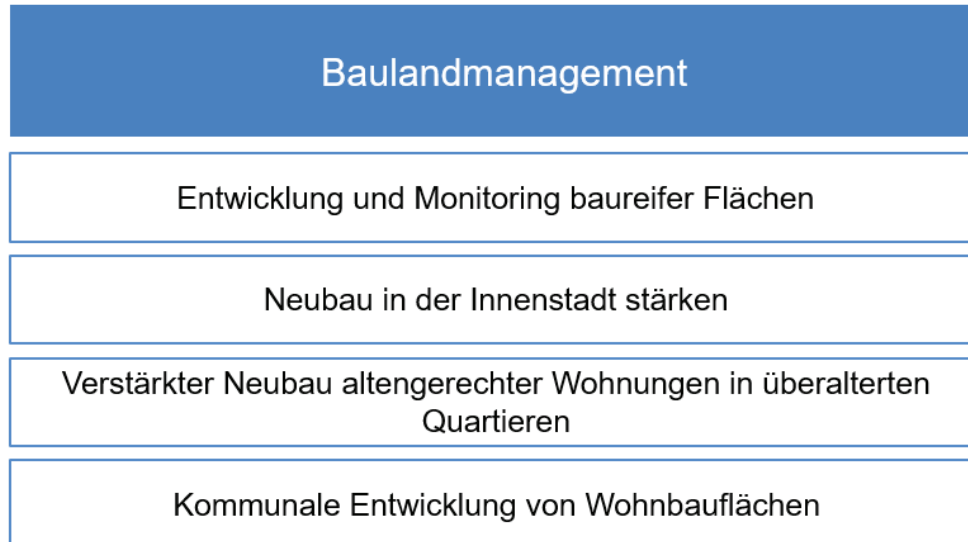 Baulandmanagement
Entwicklung und Monitoring baureifer Flächen
Neubau in der Innenstadt stärken
Verstärkter Neubau altengerechter Wohnungen in überalterten
Quartieren
Kommunale Entwicklung von Wohnbauflächen